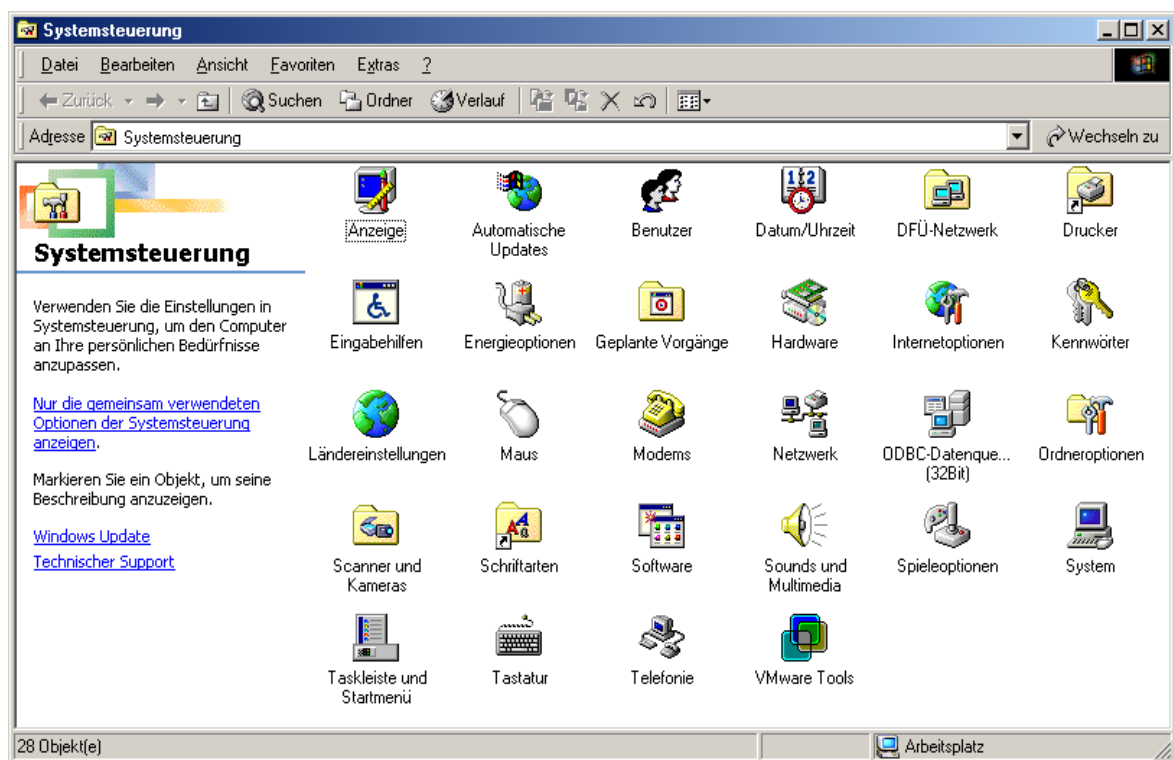 Systemsteuerung
Datei Bearbeiten Ansicht Favoriten Extras ?
Zurück Suchen Ordner Verlauf
Adresse Systemsteuerung Wechseln zu
Systemsteuerung
Verwenden Sie die Einstellungen in
Systemsteuerung, um den Computer
an Ihre persönlichen Bedürfnisse
anzupassen.
Nur die gemeinsam verwendeten
Optionen der Systemsteuerung
anzeigen.
Markieren Sie ein Objekt, um seine
Beschreibung anzuzeigen.
Windows Update
Technischer Support
Anzeige
Automatische
Updates
Benutzer
Datum/Uhrzeit
DFÜ-Netzwerk
Drucker
Eingabehilfen
Energieoptionen
Geplante Vorgänge
Hardware
Internetoptionen
Kennwörter
Ländereinstellungen
Maus
Modems
Netzwerk
ODBC-Datenque...
(32Bit)
Ordneroptionen
Scanner und
Kameras
Schriftarten
Software
Sounds und
Multimedia
Spieleoptionen
System
Taskleiste und
Startmenü
Tastatur
Telefonie
VMware Tools
28 Objekt(e)
Arbeitsplatz